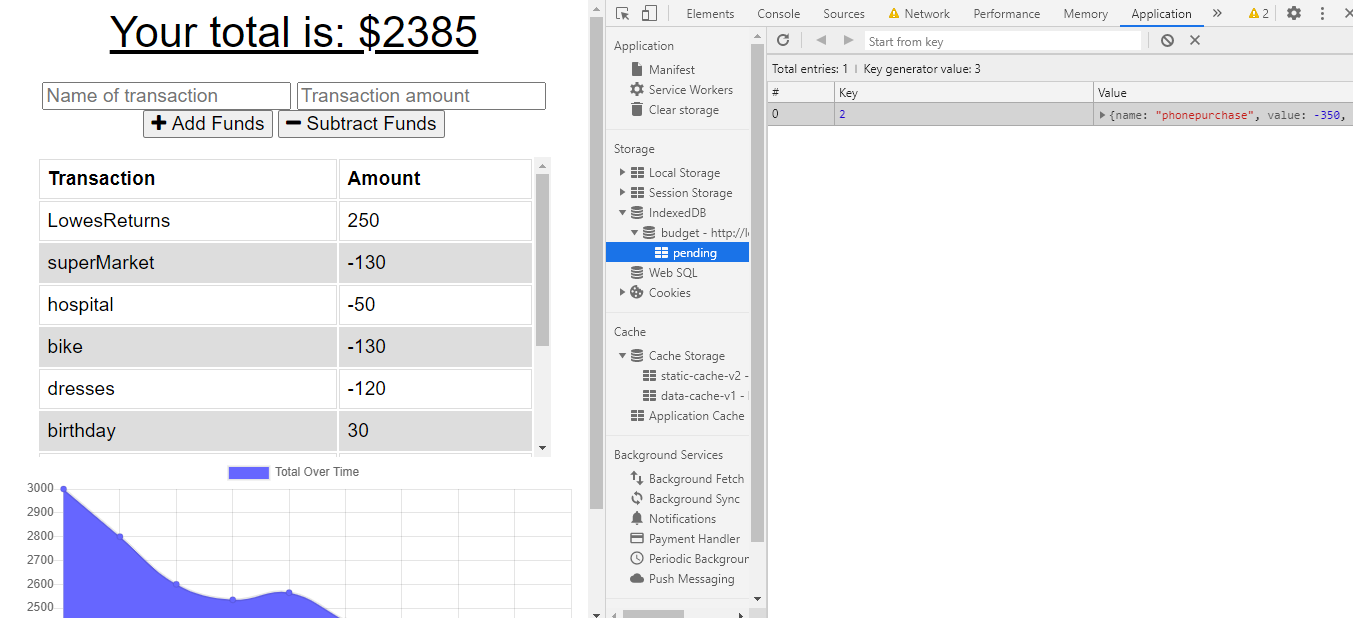 Your total is: $2385
Name of transaction Transaction amount
Add Funds Subtract Funds
Transaction Amount
LowesReturns 250
superMarket -130
hospital -50
bike -130
dresses -120
birthday 30
Total Over Time
3000
2900
2800
2700
2600
2500
Elements Console Sources Network Performance Memory Application » 2
Application
Manifest
Service Workers
Clear storage
Storage
Local Storage
Session Storage
IndexedDB
budget - http://l
pending
Web SQL
Cookies
Cache
Cache Storage
static-cache-v2 -
data-cache-v1 -
Application Cache
Background Services
Background Fetch
Background Sync
Notifications
Payment Handler
Periodic Backgroun
Push Messaging
Start from key
Total entries: 1 | Key generator value: 3
# Key Value
0 2 {name: "phonepurchase", value: -350,